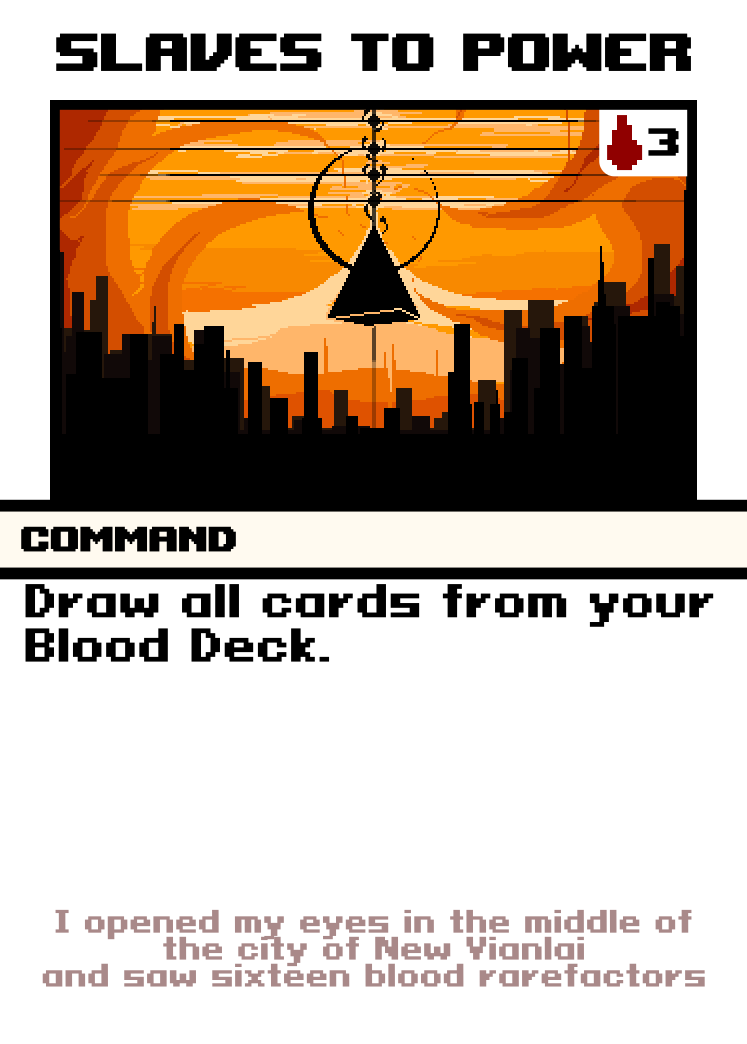 SLAVES TO POWER
3
COMMAND
Draw all cards from your
Blood Deck.
I opened my eyes in the middle of
the city of New Vianlai
and saw sixteen blood rarefactors